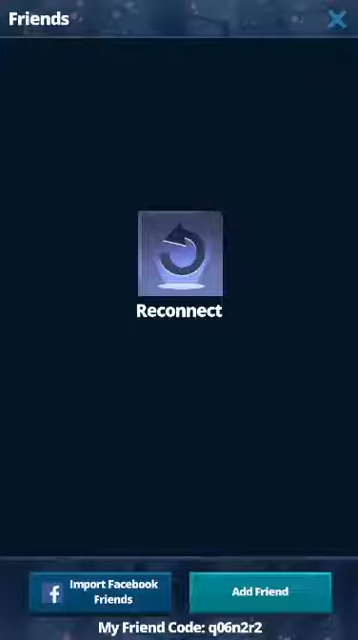 Friends
Reconnect
Import Facebook
Friends
Add Friend
My Friend Code: q06n2r2